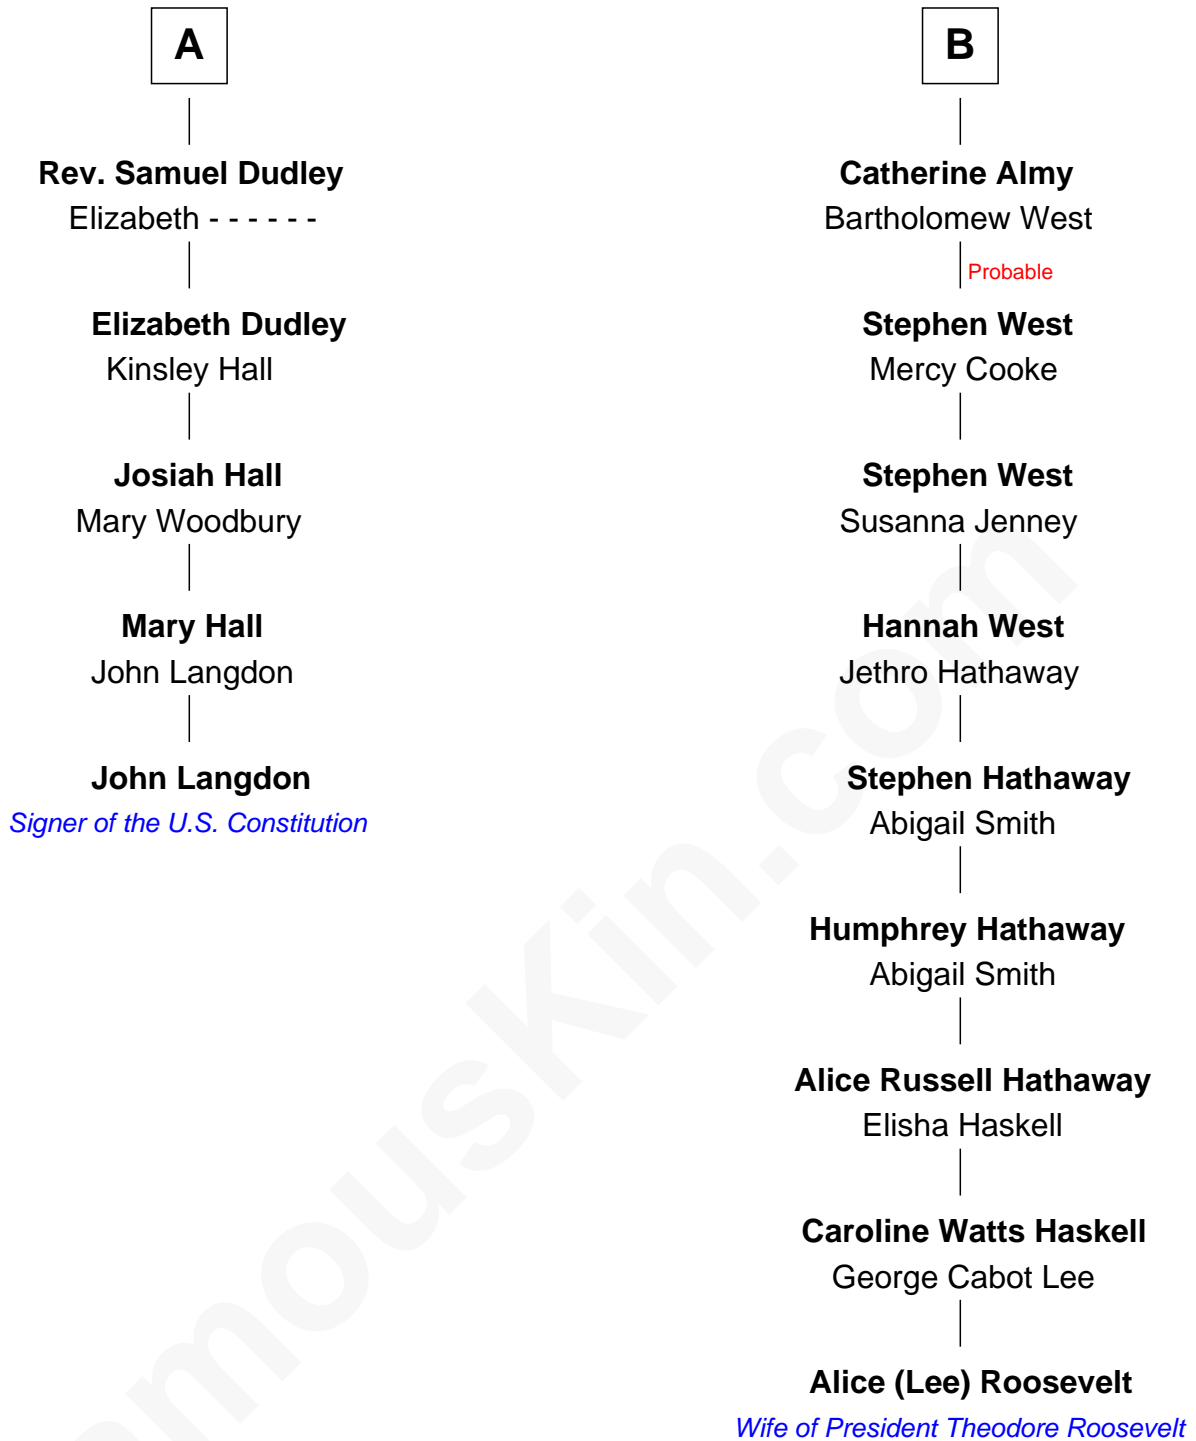 A
Rev. Samuel Dudley
Elizabeth - - - - - -
Elizabeth Dudley
Kinsley Hall
Josiah Hall
Mary Woodbury
Mary Hall
John Langdon
John Langdon
Signer of the U.S. Constitution
B
Catherine Almy
Bartholomew West
Probable
Stephen West
Mercy Cooke
Stephen West
Susanna Jenney
Hannah West
Jethro Hathaway
Stephen Hathaway
Abigail Smith
Humphrey Hathaway
Abigail Smith
Alice Russell Hathaway
Elisha Haskell
Caroline Watts Haskell
George Cabot Lee
Alice (Lee) Roosevelt
Wife of President Theodore Roosevelt
amouskin.com